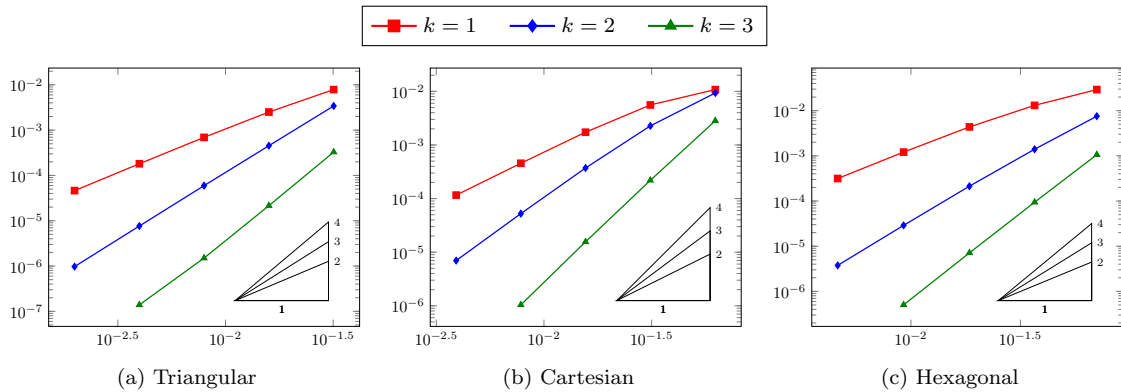 k = 1 k = 2 k = 3
10^−2 10^−3 10^−4 10^−5 10^−6 10^−7
4 3 2 1
10^−2.5 10^−2 10^−1.5
(a) Triangular
10^−2 10^−3 10^−4 10^−5 10^−6
4 3 2 1
10^−2.5 10^−2 10^−1.5
(b) Cartesian
10^−2 10^−3 10^−4 10^−5 10^−6 10^−7
4 3 2 1
10^−2 10^−1.5
(c) Hexagonal